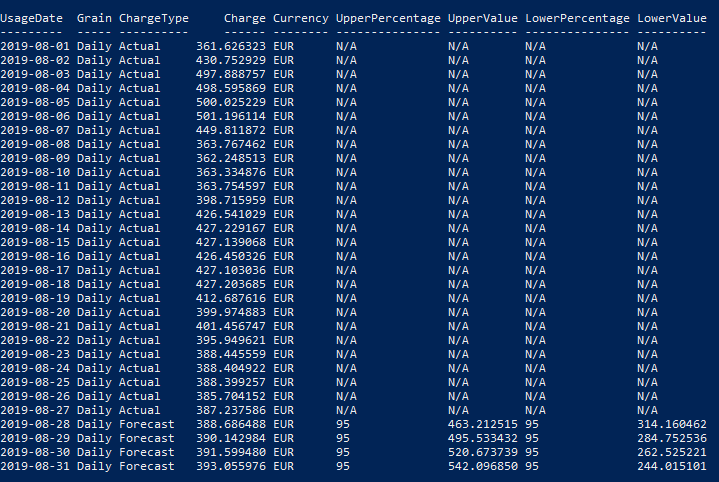 UsageDate  Grain ChargeType     Charge Currency UpperPercentage UpperValue LowerPercentage LowerValue
---------  ----- ----------     ------ -------- --------------- ---------- --------------- ----------
2019-08-01 Daily Actual     361.626323 EUR      N/A             N/A        N/A             N/A
2019-08-02 Daily Actual     430.752929 EUR      N/A             N/A        N/A             N/A
2019-08-03 Daily Actual     497.888757 EUR      N/A             N/A        N/A             N/A
2019-08-04 Daily Actual     498.595869 EUR      N/A             N/A        N/A             N/A
2019-08-05 Daily Actual     500.025229 EUR      N/A             N/A        N/A             N/A
2019-08-06 Daily Actual     501.196114 EUR      N/A             N/A        N/A             N/A
2019-08-07 Daily Actual     449.811872 EUR      N/A             N/A        N/A             N/A
2019-08-08 Daily Actual     363.767462 EUR      N/A             N/A        N/A             N/A
2019-08-09 Daily Actual     362.248513 EUR      N/A             N/A        N/A             N/A
2019-08-10 Daily Actual     363.334876 EUR      N/A             N/A        N/A             N/A
2019-08-11 Daily Actual     363.754597 EUR      N/A             N/A        N/A             N/A
2019-08-12 Daily Actual     398.715959 EUR      N/A             N/A        N/A             N/A
2019-08-13 Daily Actual     426.541029 EUR      N/A             N/A        N/A             N/A
2019-08-14 Daily Actual     427.229167 EUR      N/A             N/A        N/A             N/A
2019-08-15 Daily Actual     427.139068 EUR      N/A             N/A        N/A             N/A
2019-08-16 Daily Actual     426.450326 EUR      N/A             N/A        N/A             N/A
2019-08-17 Daily Actual     427.103036 EUR      N/A             N/A        N/A             N/A
2019-08-18 Daily Actual     427.203685 EUR      N/A             N/A        N/A             N/A
2019-08-19 Daily Actual     412.687616 EUR      N/A             N/A        N/A             N/A
2019-08-20 Daily Actual     399.974883 EUR      N/A             N/A        N/A             N/A
2019-08-21 Daily Actual     401.456747 EUR      N/A             N/A        N/A             N/A
2019-08-22 Daily Actual     395.949621 EUR      N/A             N/A        N/A             N/A
2019-08-23 Daily Actual     388.445559 EUR      N/A             N/A        N/A             N/A
2019-08-24 Daily Actual     388.404922 EUR      N/A             N/A        N/A             N/A
2019-08-25 Daily Actual     388.399257 EUR      N/A             N/A        N/A             N/A
2019-08-26 Daily Actual     385.704152 EUR      N/A             N/A        N/A             N/A
2019-08-27 Daily Actual     387.237586 EUR      N/A             N/A        N/A             N/A
2019-08-28 Daily Forecast   388.686488 EUR      95              463.212515 95              314.160462
2019-08-29 Daily Forecast   390.142984 EUR      95              495.533432 95              284.752536
2019-08-30 Daily Forecast   391.599480 EUR      95              520.673739 95              262.525221
2019-08-31 Daily Forecast   393.055976 EUR      95              542.096850 95              244.015101